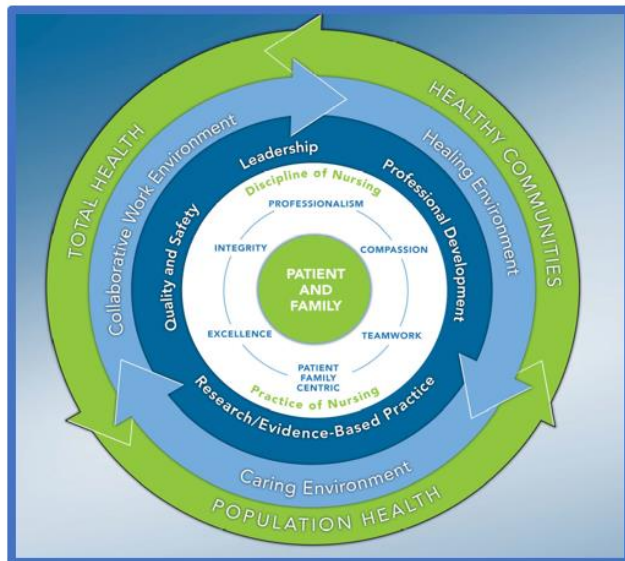 TOTAL HEALTH
HEALTHY COMMUNITIES
POPULATION HEALTH
Collaborative Work Environment
Healing Environment
Caring Environment
Leadership
Quality and Safety
Professional Development
Research/Evidence-Based Practice
Discipline of Nursing
PROFESSIONALISM
INTEGRITY
COMPASSION
PATIENT
AND
FAMILY
EXCELLENCE
TEAMWORK
PATIENT
FAMILY
CENTRIC
Practice of Nursing